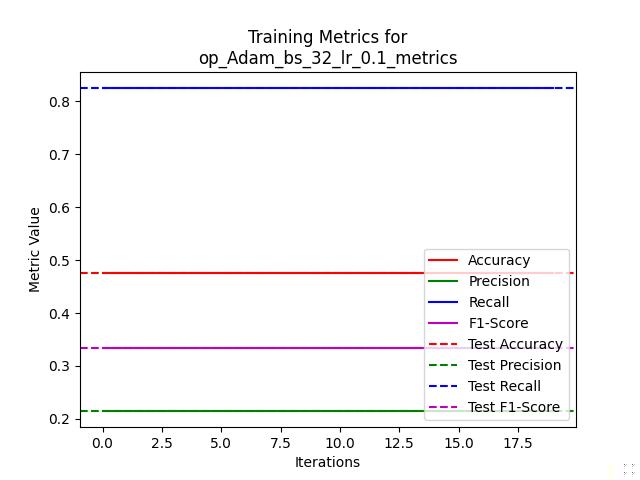 Training Metrics for
op_Adam_bs_32_lr_0.1_metrics
Metric Value
0.8
0.7
0.6
0.5
0.4
0.3
0.2
Accuracy
Precision
Recall
F1-Score
Test Accuracy
Test Precision
Test Recall
Test F1-Score
0.0 2.5 5.0 7.5 10.0 12.5 15.0 17.5
Iterations